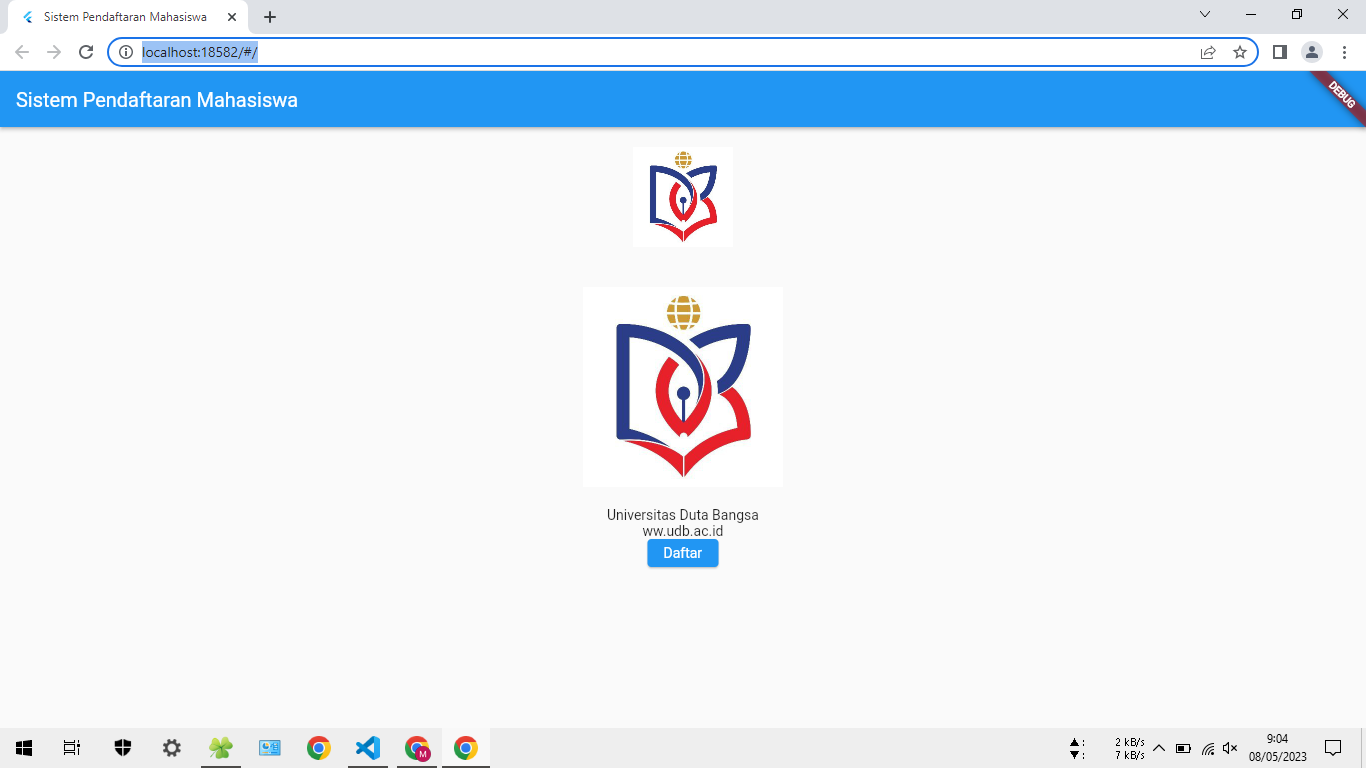 Sistem Pendaftaran Mahasiswa
localhost:18582/#/
Sistem Pendaftaran Mahasiswa
DEBUG
Universitas Duta Bangsa
ww.udb.ac.id
Daftar
M
2 kB/s
7 kB/s
9:04
08/05/2023